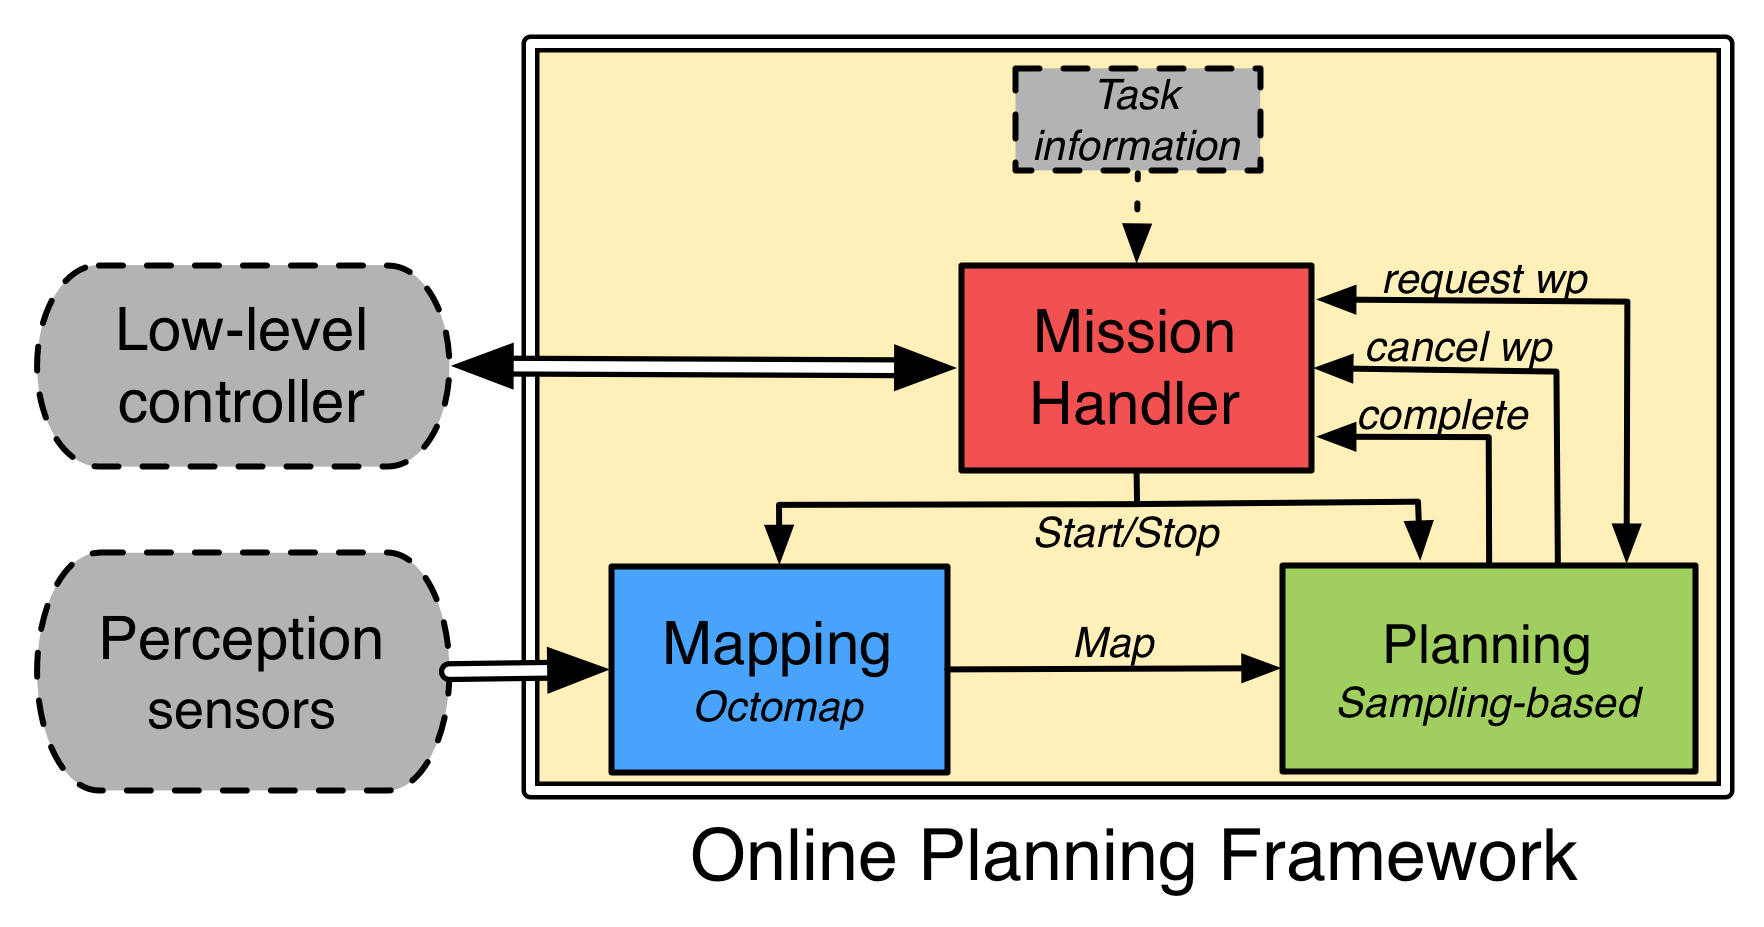 Task
information
Low-level
controller
Mission
Handler
request wp
cancel wp
complete
Start/Stop
Perception
sensors
Mapping
Octomap
Map
Planning
Sampling-based
Online Planning Framework